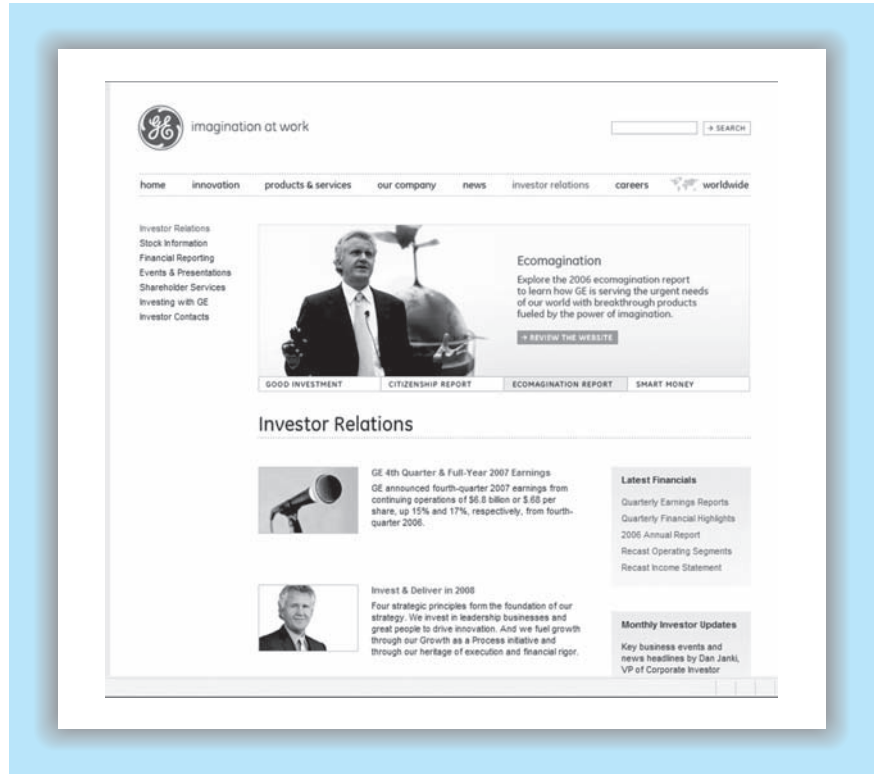 GE imagination at work
→ SEARCH
home innovation products & services our company news investor relations careers worldwide
Investor Relations
Stock Information
Financial Reporting
Events & Presentations
Shareholder Services
Investing with GE
Investor Contacts
Ecomagination
Explore the 2006 ecomagination report
to learn how GE is serving the urgent needs
of our world with breakthrough products
fueled by the power of imagination.
→ REVIEW THE WEBSITE
GOOD INVESTMENT CITIZENSHIP REPORT ECOMAGINATION REPORT SMART MONEY
Investor Relations
GE 4th Quarter & Full-Year 2007 Earnings
GE announced fourth-quarter 2007 earnings from
continuing operations of $6.8 billion or $.68 per
share, up 15% and 17%, respectively, from fourth-
quarter 2006.
Invest & Deliver in 2008
Four strategic principles form the foundation of our
strategy. We invest in leadership businesses and
great people to drive innovation. And we fuel growth
through our Growth as a Process initiative and
through our heritage of execution and financial rigor.
Latest Financials
Quarterly Earnings Reports
Quarterly Financial Highlights
2006 Annual Report
Recast Operating Segments
Recast Income Statement
Monthly Investor Updates
Key business events and
news headlines by Dan Janki,
VP of Corporate Investor